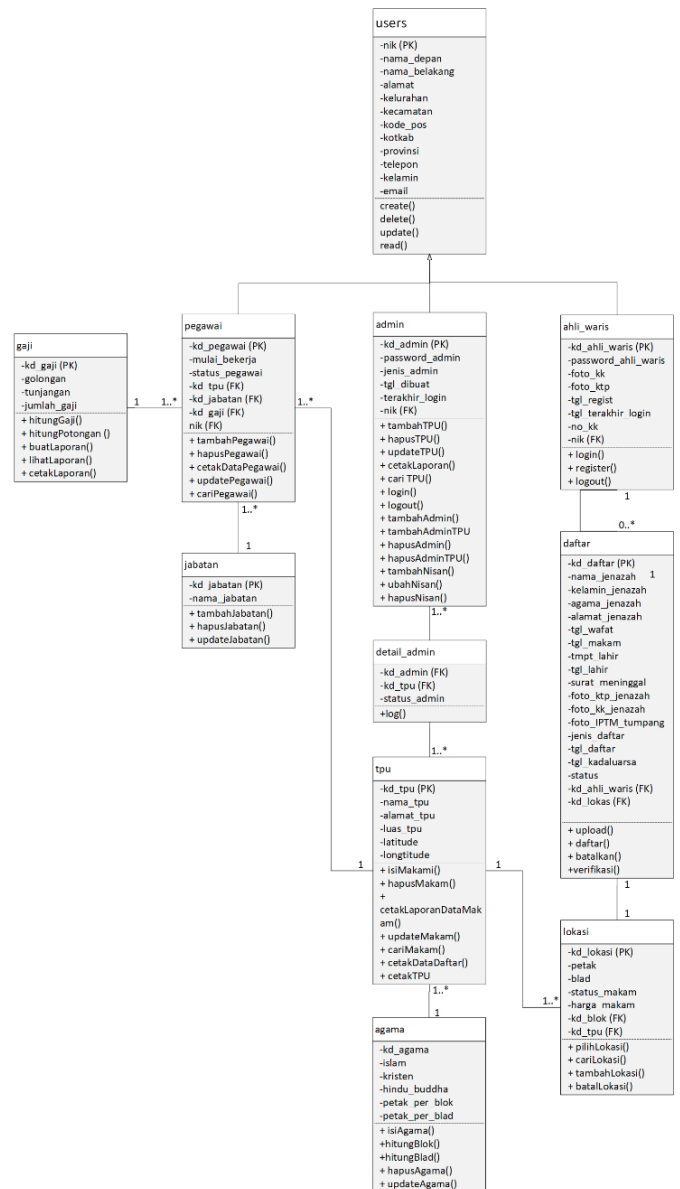 users
-nik (PK)
-nama_depan
-nama_belakang
-alamat
-kelurahan
-kecamatan
-kode_pos
-kotkab
-provinsi
-telepon
-kelamin
-email
create()
delete()
update()
read()
gaji
-kd_gaji (PK)
-golongan
-tunjangan
-jumlah_gaji
+ hitungGaji()
+ hitungPotongan ()
+ buatLaporan()
+ lihatLaporan()
+ cetakLaporan()
1
1..*
pegawai
-kd_pegawai (PK)
-mulai_bekerja
-status_pegawai
-kd_tpu (FK)
-kd_jabatan (FK)
-kd_gaji (FK)
nik (FK)
+ tambahPegawai()
+ hapusPegawai()
+ cetakDataPegawai()
+ updatePegawai()
+ cariPegawai()
1..*
1..*
1
jabatan
-kd_jabatan (PK)
-nama_jabatan
+ tambahJabatan()
+ hapusJabatan()
+ updateJabatan()
admin
-kd_admin (PK)
-password_admin
-jenis_admin
-tgl_dibuat
-terakhir_login
-nik (FK)
+ tambahTPU()
+ hapusTPU()
+ updateTPU()
+ cetakLaporan()
+ cari TPU()
+ login()
+ logout()
+ tambahAdmin()
+ tambahAdminTPU
+ hapusAdmin()
+ hapusAdminTPU()
+ tambahNisan()
+ ubahNisan()
+ hapusNisan()
1..*
detail_admin
-kd_admin (FK)
-kd_tpu (FK)
-status_admin
+log()
1..*
tpu
-kd_tpu (PK)
-nama_tpu
-alamat_tpu
-luas_tpu
-latitude
-longtitude
+ isiMakami()
+ hapusMakam()
+
cetakLaporanDataMak
am()
+ updateMakam()
+ cariMakam()
+ cetakDataDaftar()
+ cetakTPU
1
1
1..*
1
agama
-kd_agama
-islam
-kristen
-hindu_buddha
-petak_per_blok
-petak_per_blad
+ isiAgama()
+hitungBlok()
+hitungBlad()
+ hapusAgama()
+ updateAgama()
ahli_waris
-kd_ahli_waris (PK)
-password_ahli_waris
-foto_kk
-foto_ktp
-tgl_regist
-tgl_terakhir_login
-no_kk
-nik (FK)
+ login()
+ register()
+ logout()
1
0..*
daftar
-kd_daftar (PK)
-nama_jenazah 1
-kelamin_jenazah
-agama_jenazah
-alamat_jenazah
-tgl_wafat
-tgl_makam
-tmpt_lahir
-tgl_lahir
-surat_meninggal
-foto_ktp_jenazah
-foto_kk_jenazah
-foto_IPTM_tumpang
-jenis_daftar
-tgl_daftar
-tgl_kadaluarsa
-status
-kd_ahli_waris (FK)
-kd_lokas (FK)
+ upload()
+ daftar()
+ batalkan()
+verifikasi()
1
1
1..*
lokasi
-kd_lokasi (PK)
-petak
-blad
-status_makam
-harga_makam
-kd_blok (FK)
-kd_tpu (FK)
+ pilihLokasi()
+ cariLokasi()
+ tambahLokasi()
+ batalLokasi()